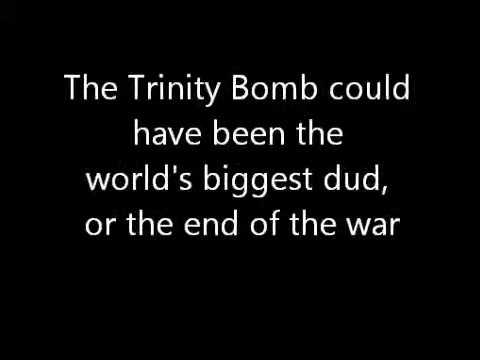 The Trinity Bomb could
have been the
world's biggest dud,
or the end of the war